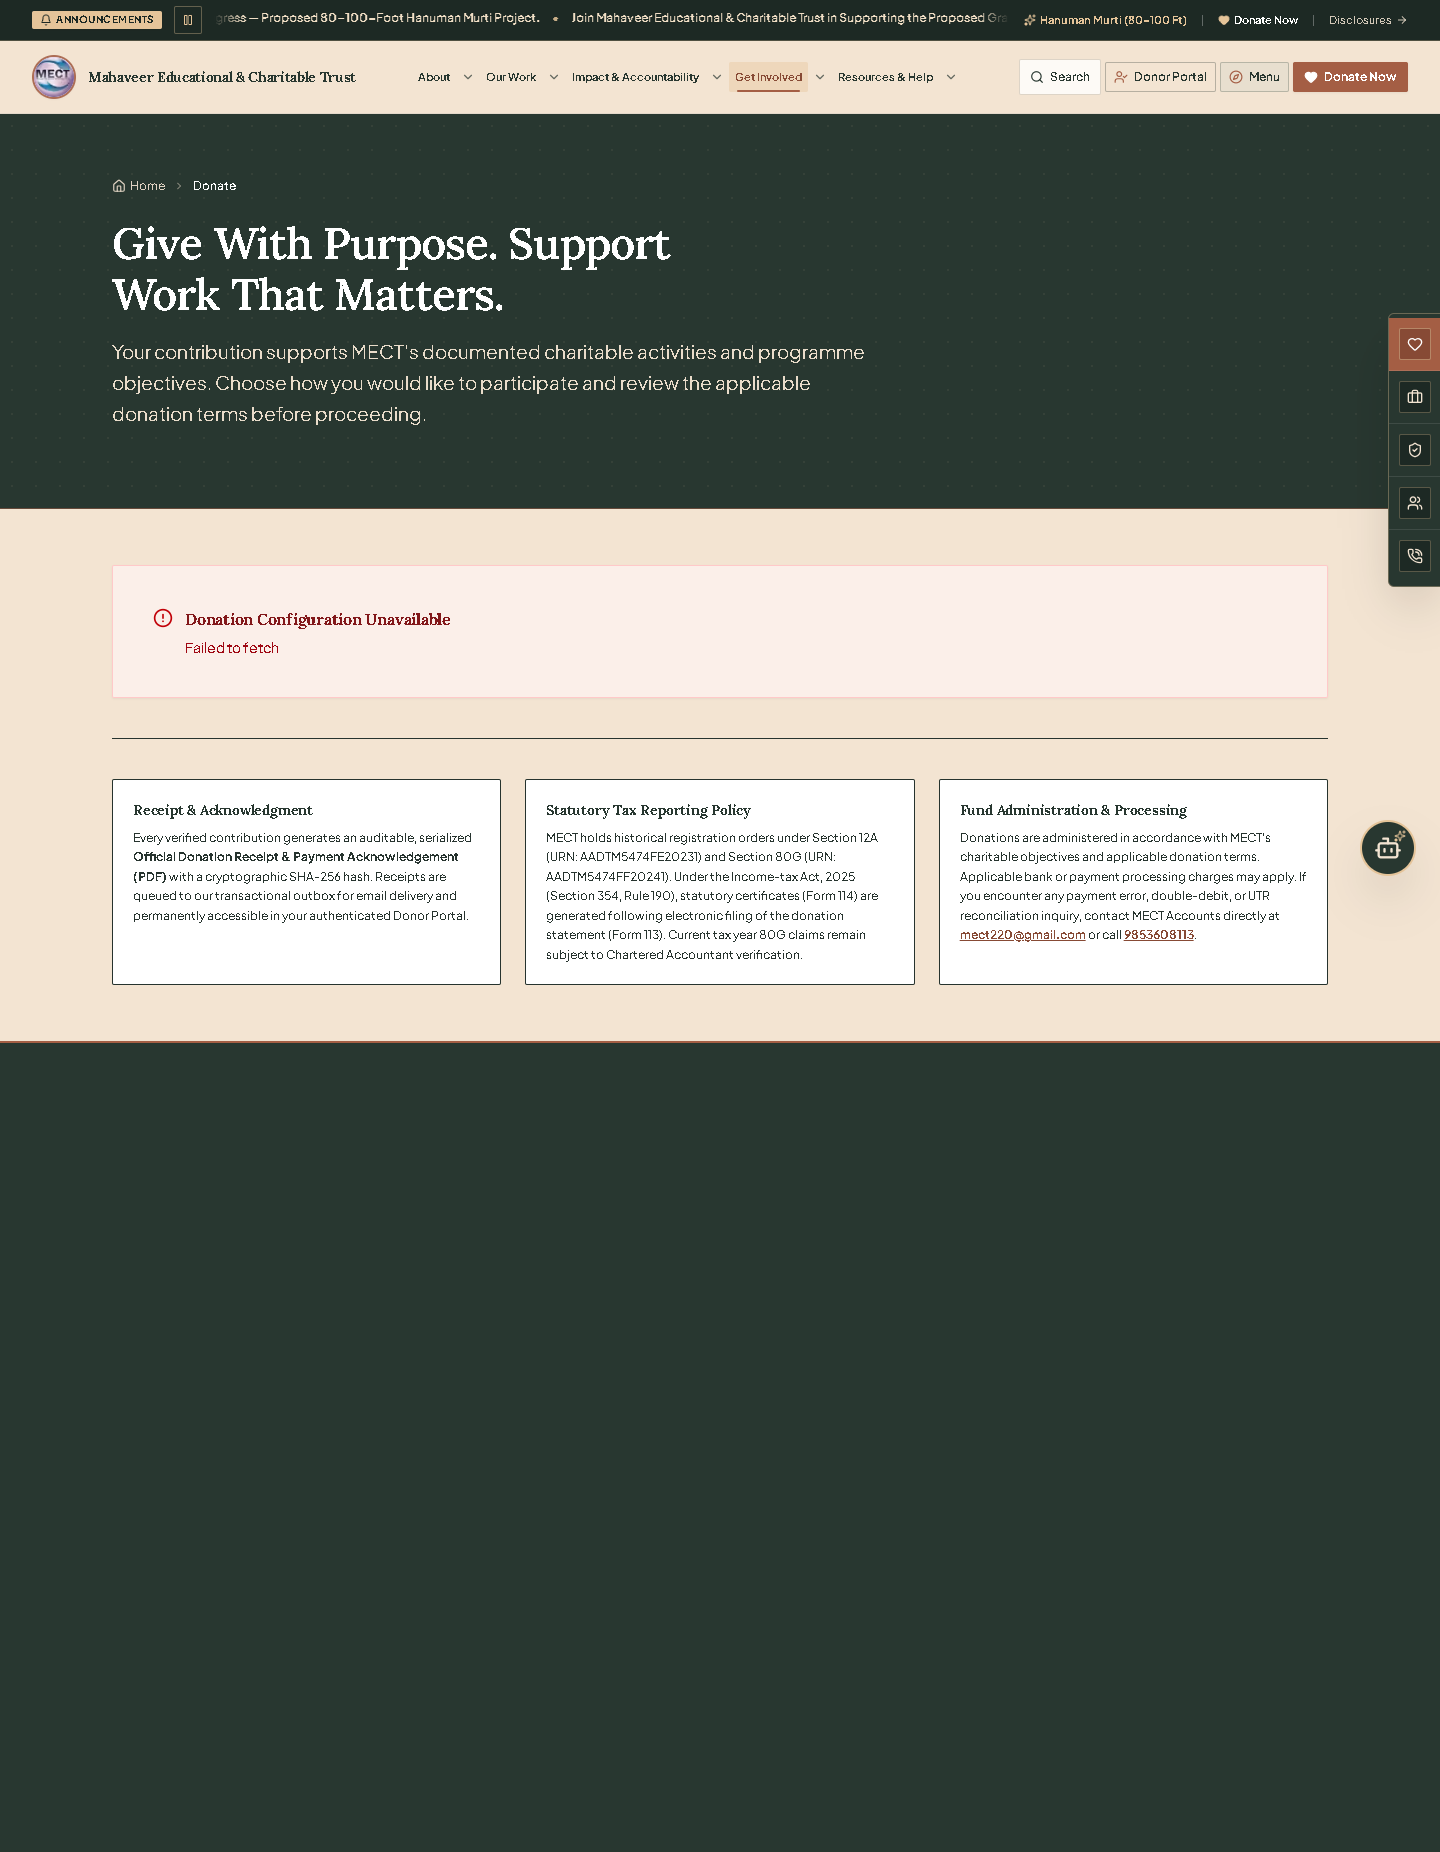 ANNOUNCEMENTS
gress — Proposed 80–100–Foot Hanuman Murti Project. • Join Mahaveer Educational & Charitable Trust in Supporting the Proposed Gra
Hanuman Murti (80–100 Ft) | Donate Now | Disclosures →
MECT
Mahaveer Educational & Charitable Trust
About
Our Work
Impact & Accountability
Get Involved
Resources & Help
Search
Donor Portal
Menu
Donate Now
Home > Donate
Give With Purpose. Support
Work That Matters.
Your contribution supports MECT's documented charitable activities and programme
objectives. Choose how you would like to participate and review the applicable
donation terms before proceeding.
Donation Configuration Unavailable
Failed to fetch
Receipt & Acknowledgment
Every verified contribution generates an auditable, serialized
Official Donation Receipt & Payment Acknowledgement
(PDF) with a cryptographic SHA-256 hash. Receipts are
queued to our transactional outbox for email delivery and
permanently accessible in your authenticated Donor Portal.
Statutory Tax Reporting Policy
MECT holds historical registration orders under Section 12A
(URN: AADTM5474FE20231) and Section 80G (URN:
AADTM5474FF20241). Under the Income-tax Act, 2025
(Section 354, Rule 190), statutory certificates (Form 114) are
generated following electronic filing of the donation
statement (Form 113). Current tax year 80G claims remain
subject to Chartered Accountant verification.
Fund Administration & Processing
Donations are administered in accordance with MECT's
charitable objectives and applicable donation terms.
Applicable bank or payment processing charges may apply. If
you encounter any payment error, double-debit, or UTR
reconciliation inquiry, contact MECT Accounts directly at
mect220@gmail.com or call 9853608113.